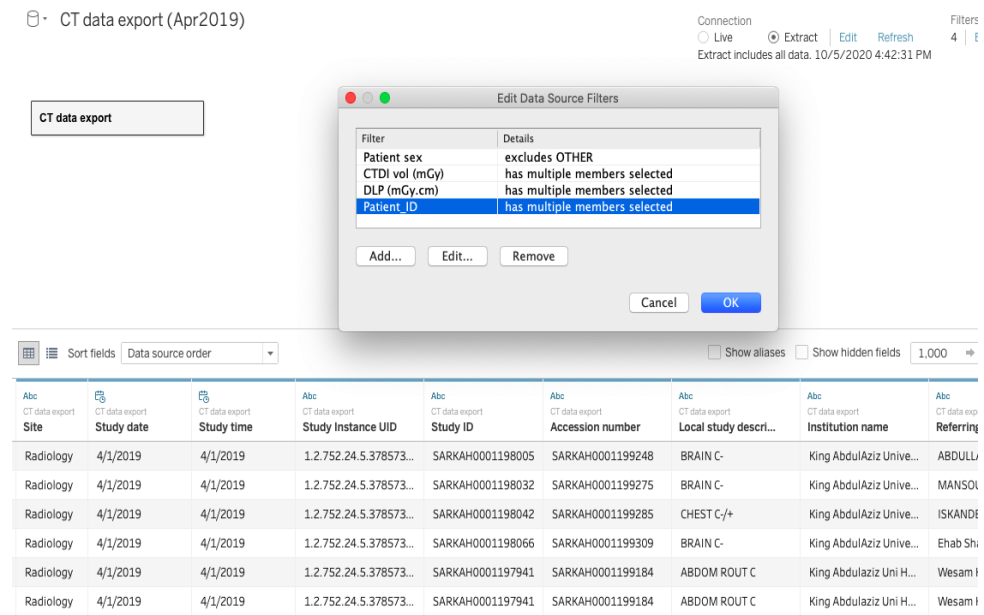 CT data export (Apr2019)
Connection
Filters
Live Extract Edit Refresh
4
Extract includes all data. 10/5/2020 4:42:31 PM
CT data export
Edit Data Source Filters
Filter Details
Patient sex excludes OTHER
CTDI vol (mGy) has multiple members selected
DLP (mGy.cm) has multiple members selected
Patient_ID has multiple members selected
Add... Edit... Remove
Cancel OK
Sort fields Data source order Show aliases Show hidden fields 1,000
Abc Abc Abc Abc Abc Abc Abc
CT data export CT data export CT data export CT data export CT data export CT data export CT data export CT data export CT data exp
Site Study date Study time Study Instance UID Study ID Accession number Local study descri... Institution name Referring
Radiology 4/1/2019 4/1/2019 1.2.752.24.5.378573... SARKAH0001198005 SARKAH0001199248 BRAIN C- King AbdulAziz Unive... ABDULL
Radiology 4/1/2019 4/1/2019 1.2.752.24.5.378573... SARKAH0001198032 SARKAH0001199275 BRAIN C- King AbdulAziz Unive... MANSOU
Radiology 4/1/2019 4/1/2019 1.2.752.24.5.378573... SARKAH0001198042 SARKAH0001199285 CHEST C-/+ King AbdulAziz Unive... ISKANDE
Radiology 4/1/2019 4/1/2019 1.2.752.24.5.378573... SARKAH0001198066 SARKAH0001199309 BRAIN C- King AbdulAziz Unive... Ehab Sha
Radiology 4/1/2019 4/1/2019 1.2.752.24.5.378573... SARKAH0001197941 SARKAH0001199184 ABDOM ROUT C King Abdulaziz Uni H... Wesam
Radiology 4/1/2019 4/1/2019 1.2.752.24.5.378573... SARKAH0001197941 SARKAH0001199184 ABDOM ROUT C King Abdulaziz Uni H... Wesam